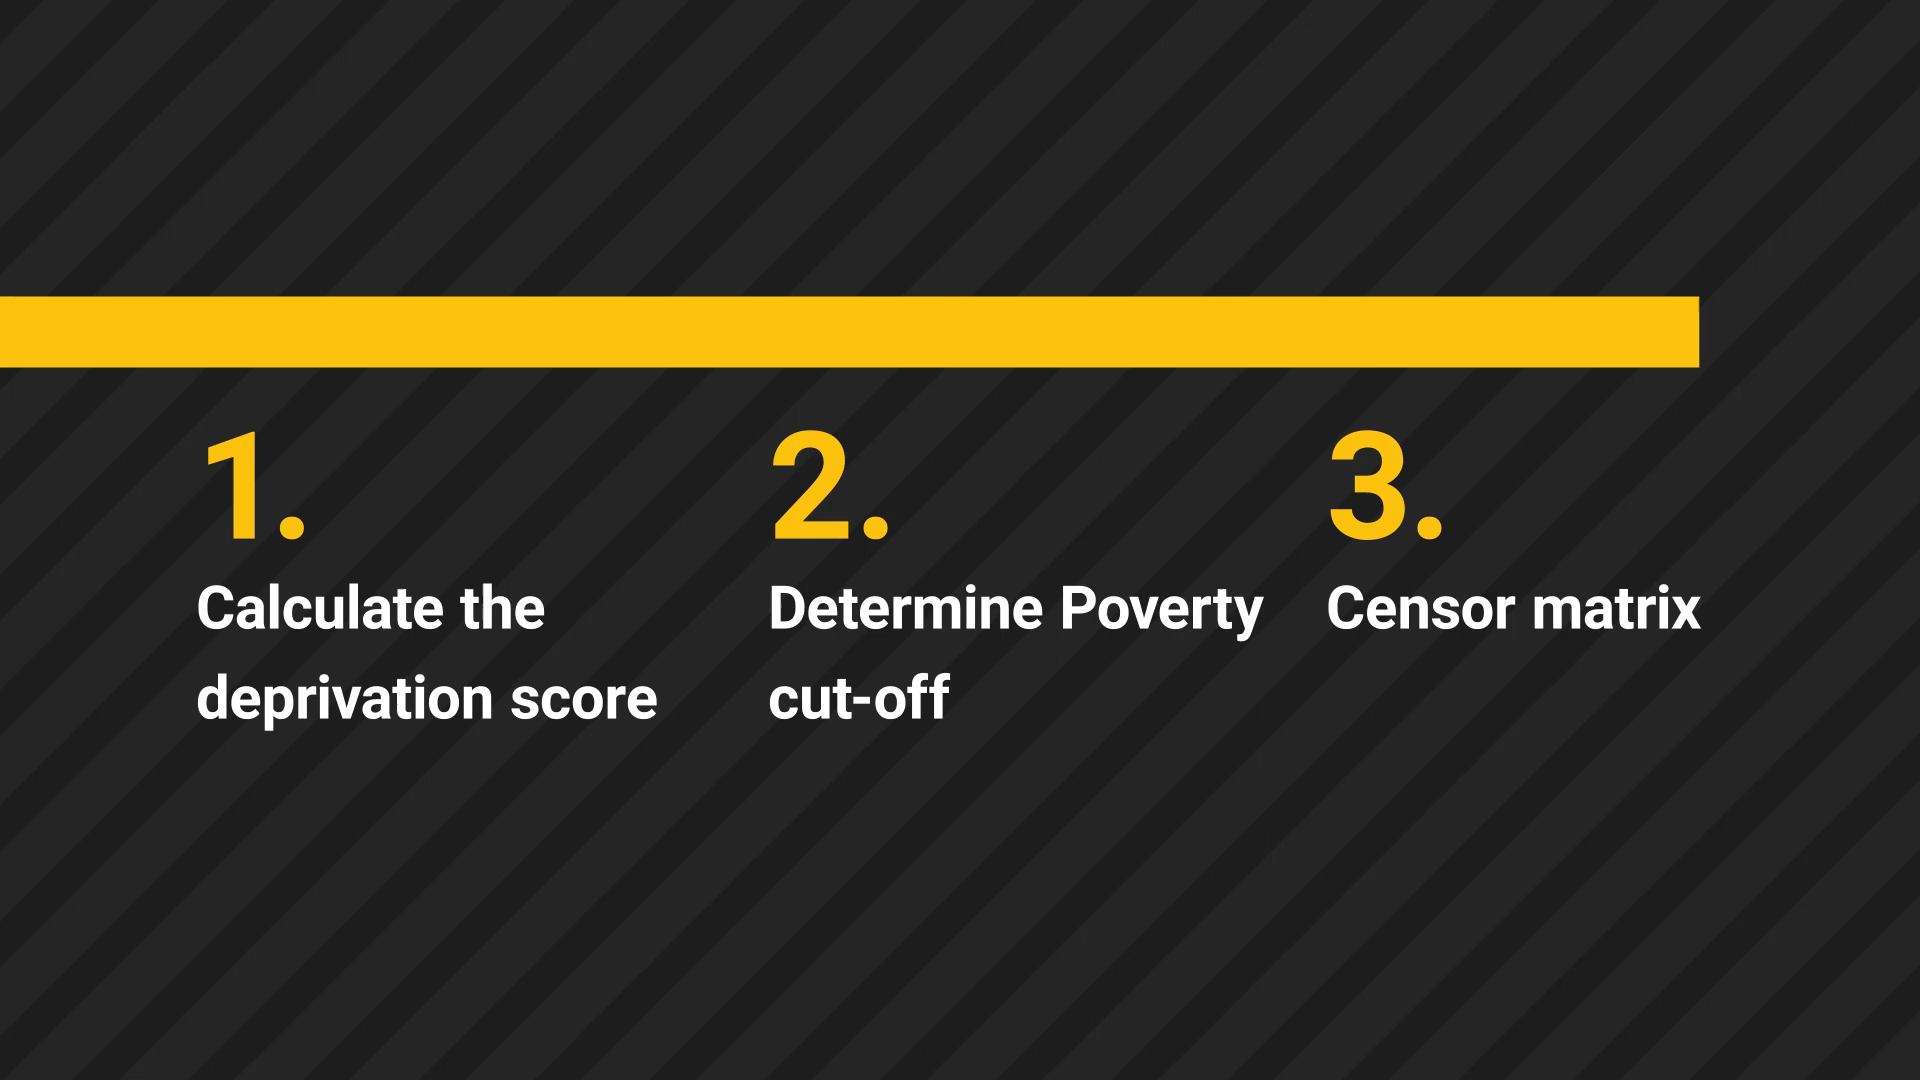 1.
Calculate the
deprivation score
2.
Determine Poverty
cut-off
3.
Censor matrix